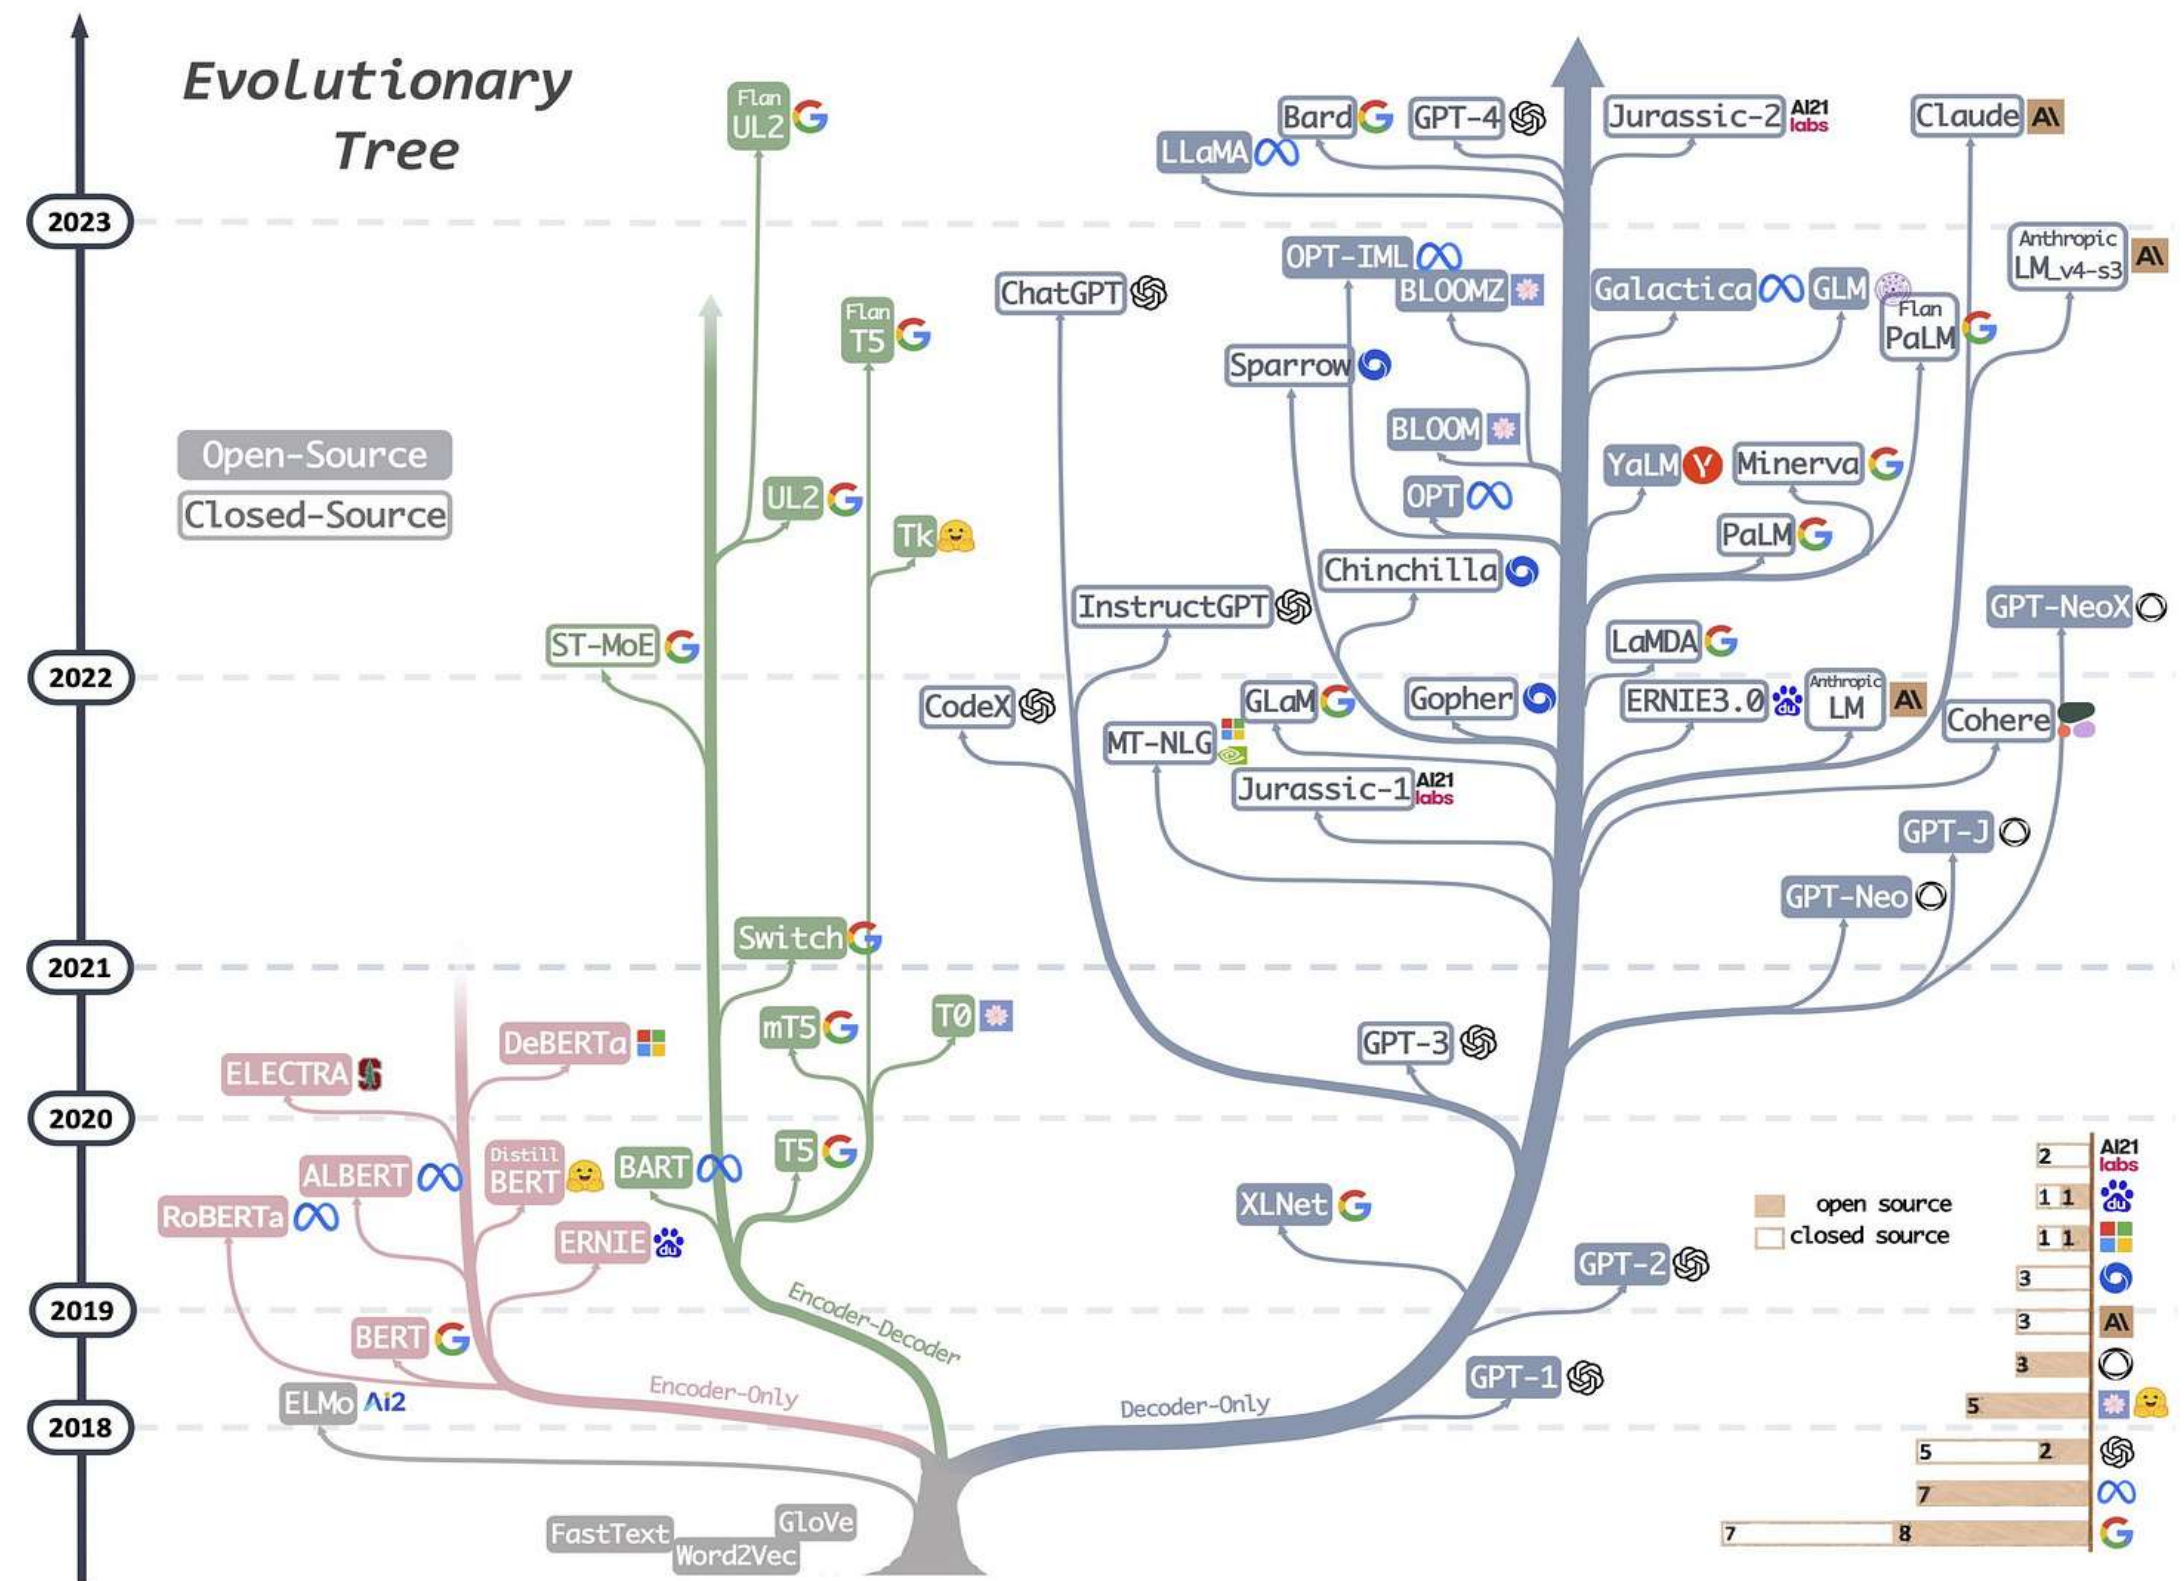 Evolutionary
Tree
Flan
UL2
Bard
GPT-4
Jurassic-2
AI21
labs
Claude
A\
LLaMA
2023
OPT-IML
Anthropic
LM_v4-s3
A\
ChatGPT
BLOOMZ
Galactica
GLM
Flan
T5
Flan
PaLM
Sparrow
Open-Source
Closed-Source
BLOOM
YaLM
Y
Minerva
UL2
OPT
Tk
PaLM
Chinchilla
InstructGPT
GPT-NeoX
ST-MoE
LaMDA
2022
CodeX
GLaM
Gopher
ERNIE3.0
du
Anthropic
LM
A\
Cohere
MT-NLG
Jurassic-1
AI21
labs
GPT-J
GPT-Neo
Switch
2021
mT5
T0
DeBERTa
GPT-3
ELECTRA
S
2020
T5
ALBERT
Distill
BERT
BART
RoBERTa
ERNIE
du
XLNet
GPT-2
Encoder-Decoder
2019
BERT
Encoder-Only
GPT-1
ELMo
Ai2
Decoder-Only
2018
FastText
GloVe
Word2Vec
open source
closed source
2
AI21
labs
1 1
du
1 1
3
3
A\
3
5
5 2
7
7 8